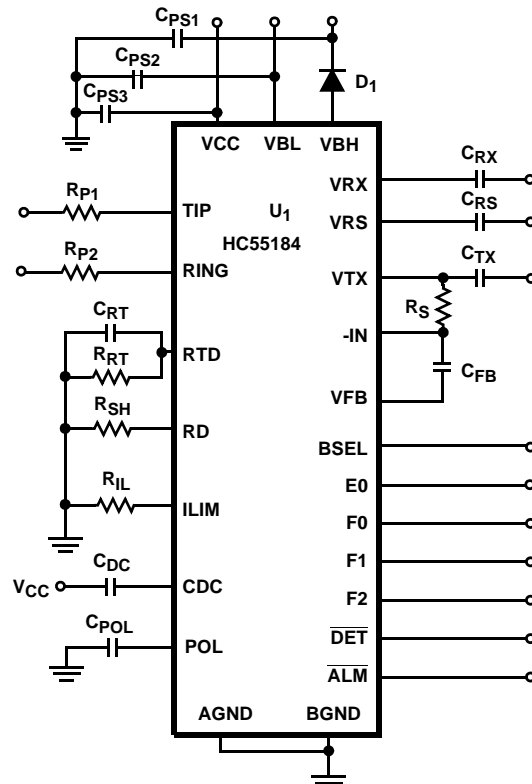 CPS1
CPS2
CPS3
D1
VCC VBL VBH
CRX
VRX
RP1
CRS
TIP
U1
VRS
HC55184
RP2
CTX
RING
VTX
CRT
RS
-IN
RTD
RRT
CFB
VFB
RSH
RD
BSEL
RIL
E0
ILIM
F0
F1
CDC
VCC
CDC
F2
CPOL
DET
POL
ALM
AGND BGND